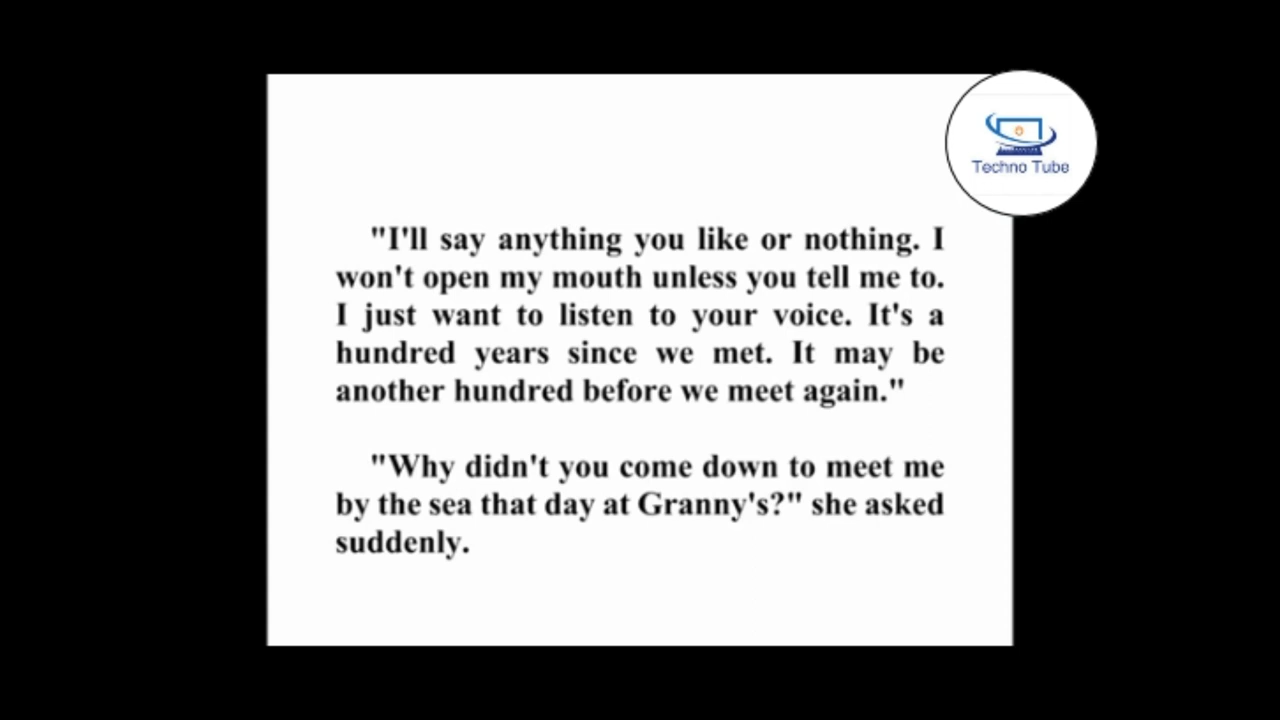 Techno Tube
"I'll say anything you like or nothing. I
won't open my mouth unless you tell me to.
I just want to listen to your voice. It's a
hundred years since we met. It may be
another hundred before we meet again."
"Why didn't you come down to meet me
by the sea that day at Granny's?" she asked
suddenly.